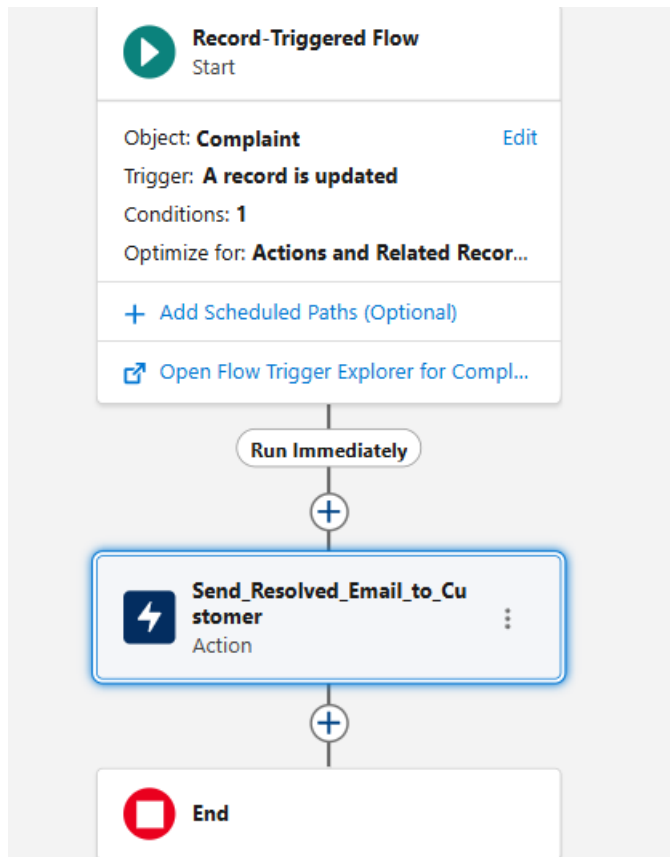 Record-Triggered Flow
Start
Object: Complaint Edit
Trigger: A record is updated
Conditions: 1
Optimize for: Actions and Related Recor...
+ Add Scheduled Paths (Optional)
Open Flow Trigger Explorer for Compl...
Run Immediately
Send_Resolved_Email_to_Cu
stomer
Action
End